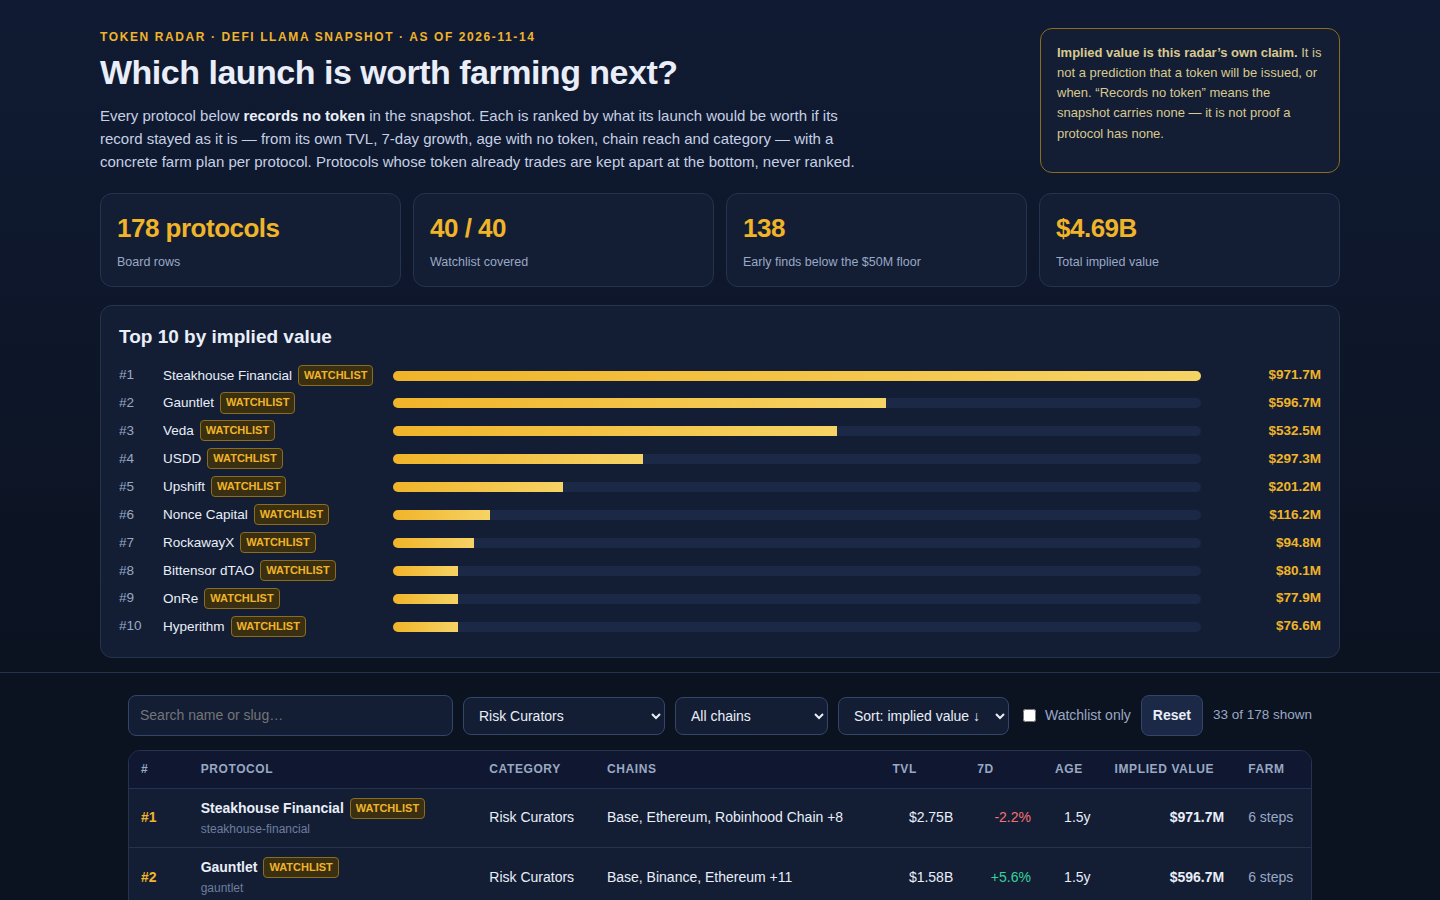 TOKEN RADAR · DEFI LLAMA SNAPSHOT · AS OF 2026-11-14
Which launch is worth farming next?
Every protocol below records no token in the snapshot. Each is ranked by what its launch would be worth if its
record stayed as it is — from its own TVL, 7-day growth, age with no token, chain reach and category — with a
concrete farm plan per protocol. Protocols whose token already trades are kept apart at the bottom, never ranked.
Implied value is this radar’s own claim. It is
not a prediction that a token will be issued, or
when. “Records no token” means the
snapshot carries none — it is not proof a
protocol has none.
178 protocols
Board rows
40 / 40
Watchlist covered
138
Early finds below the $50M floor
$4.69B
Total implied value
Top 10 by implied value
#1 Steakhouse Financial WATCHLIST $971.7M
#2 Gauntlet WATCHLIST $596.7M
#3 Veda WATCHLIST $532.5M
#4 USDD WATCHLIST $297.3M
#5 Upshift WATCHLIST $201.2M
#6 Nonce Capital WATCHLIST $116.2M
#7 RockawayX WATCHLIST $94.8M
#8 Bittensor dTAO WATCHLIST $80.1M
#9 OnRe WATCHLIST $77.9M
#10 Hyperithm WATCHLIST $76.6M
Search name or slug… Risk Curators All chains Sort: implied value ↓ Watchlist only Reset 33 of 178 shown
# PROTOCOL CATEGORY CHAINS TVL 7D AGE IMPLIED VALUE FARM
#1 Steakhouse Financial WATCHLIST Risk Curators Base, Ethereum, Robinhood Chain +8 $2.75B -2.2% 1.5y $971.7M 6 steps
steakhouse-financial
#2 Gauntlet WATCHLIST Risk Curators Base, Binance, Ethereum +11 $1.58B +5.6% 1.5y $596.7M 6 steps
gauntlet